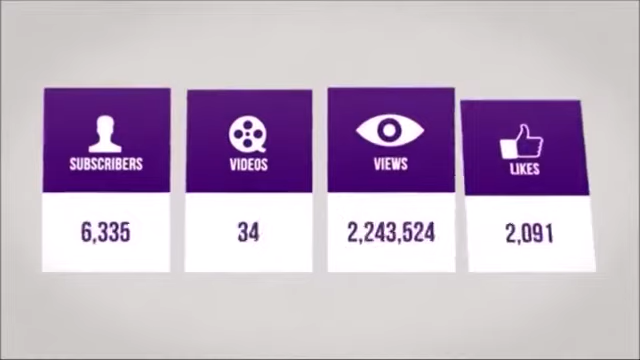 SUBSCRIBERS
6,335
VIDEOS
34
VIEWS
2,243,524
LIKES
2,091